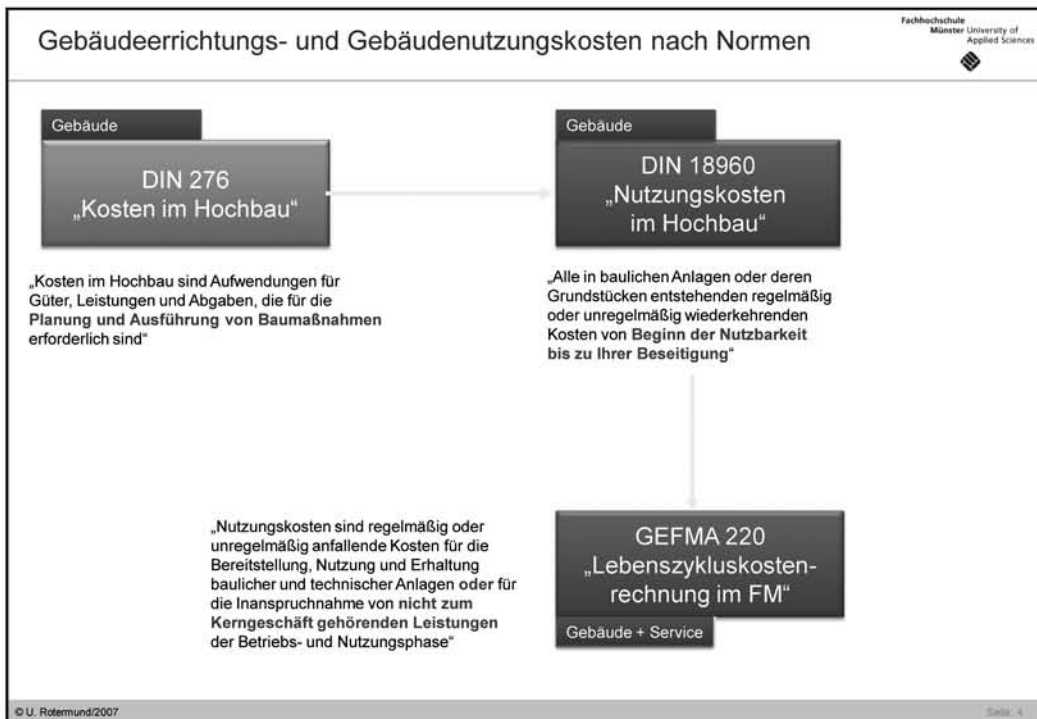 Gebäudeerrichtungs- und Gebäudenutzungskosten nach Normen
Fachhochschule
Münster University of
Applied Sciences
Gebäude
DIN 276
„Kosten im Hochbau“
„Kosten im Hochbau sind Aufwendungen für
Güter, Leistungen und Abgaben, die für die
Planung und Ausführung von Baumaßnahmen
erforderlich sind“
Gebäude
DIN 18960
„Nutzungskosten
im Hochbau“
„Alle in baulichen Anlagen oder deren
Grundstücken entstehenden regelmäßig
oder unregelmäßig wiederkehrenden
Kosten von Beginn der Nutzbarkeit
bis zu Ihrer Beseitigung“
„Nutzungskosten sind regelmäßig oder
unregelmäßig anfallende Kosten für die
Bereitstellung, Nutzung und Erhaltung
baulicher und technischer Anlagen oder für
die Inanspruchnahme von nicht zum
Kerngeschäft gehörenden Leistungen
der Betriebs- und Nutzungsphase“
GEFMA 220
„Lebenszykluskosten-
rechnung im FM“
Gebäude + Service
© U. Rotermund/2007
Seite: 4